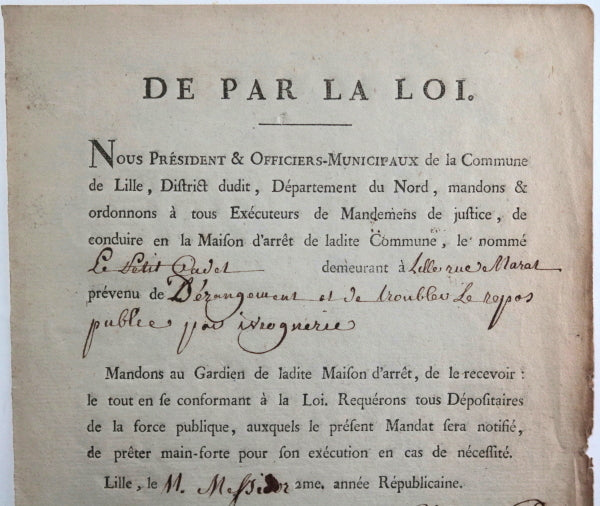 DE PAR LA LOI.
NOUS PRÉSIDENT & OFFICIERS-MUNICIPAUX de la Commune
de Lille, District dudit, Département du Nord, mandons &
ordonnons à tous Exécuteurs de Mandemens de justice, de
conduire en la Maison d'arrêt de ladite Commune, le nommé
Le Petit Cadet demeurant à Lille rue Marat
prévenu de Dérangement et de troubler Le repos
public par ivrognerie
Mandons au Gardien de ladite Maison d'arrêt, de le recevoir :
le tout en se conformant à la Loi. Requérons tous Dépositaires
de la force publique, auxquels le présent Mandat sera notifié,
de prêter main-forte pour son exécution en cas de nécessité.
Lille, le 11. Messidor 2me. année Républicaine.